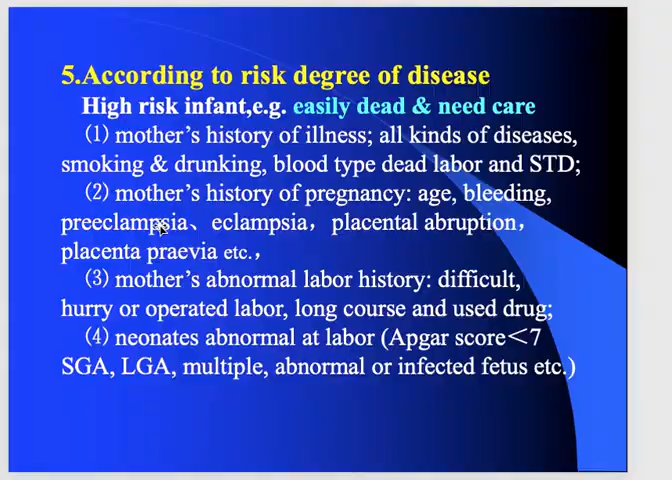 5.According to risk degree of disease
High risk infant,e.g. easily dead & need care
(1) mother's history of illness; all kinds of diseases,
smoking & drunking, blood type dead labor and STD;
(2) mother's history of pregnancy: age, bleeding,
preeclampsia、eclampsia，placental abruption，
placenta praevia etc.，
(3) mother's abnormal labor history: difficult,
hurry or operated labor, long course and used drug;
(4) neonates abnormal at labor (Apgar score＜7
SGA, LGA, multiple, abnormal or infected fetus etc.)